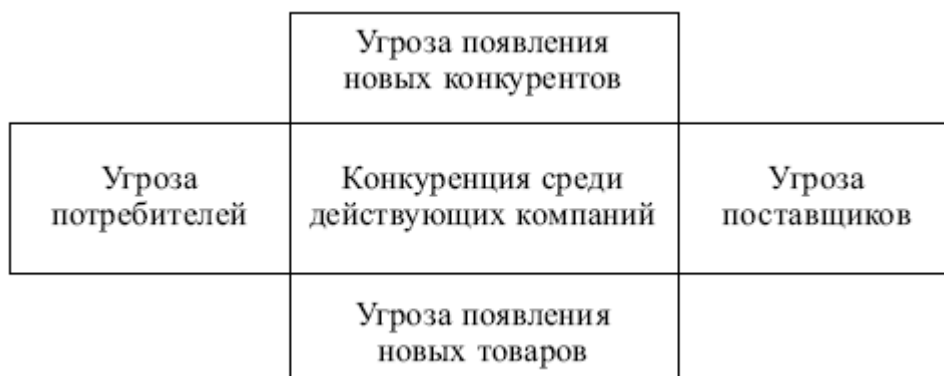 Угроза появления
новых конкурентов
Угроза
потребителей
Конкуренция среди
действующих компаний
Угроза
поставщиков
Угроза появления
новых товаров